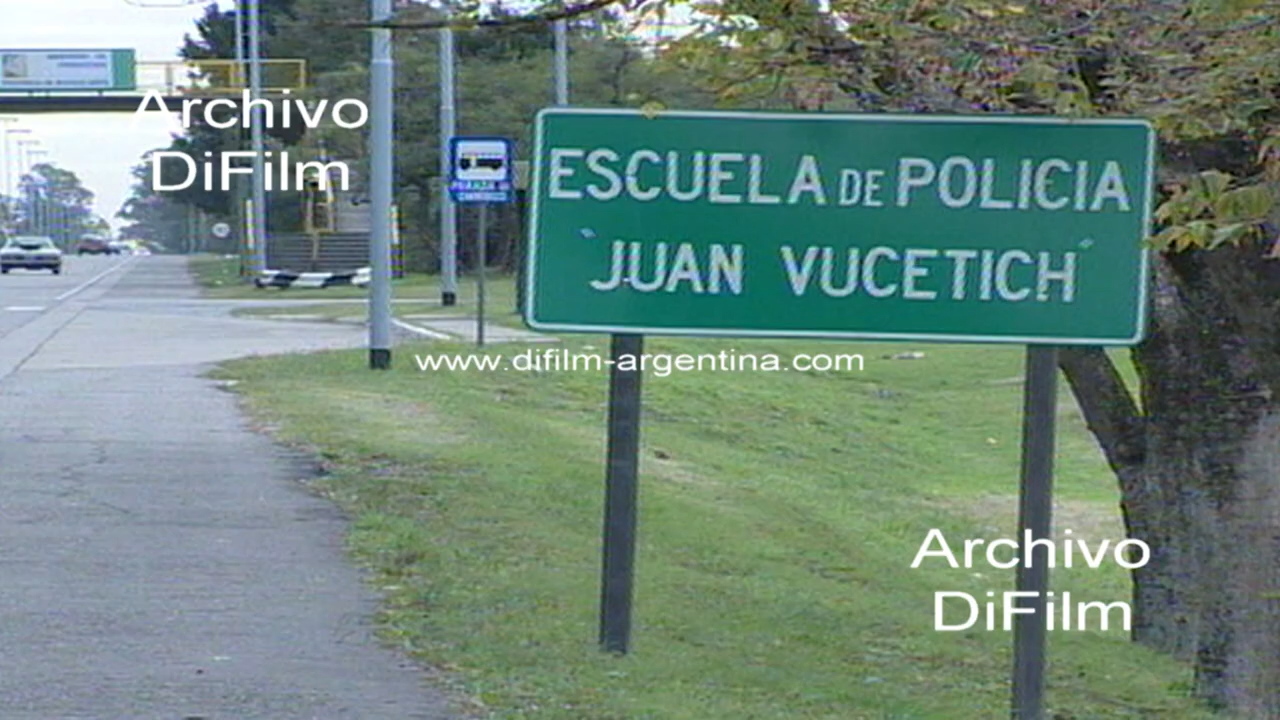 Archivo
DiFilm
ESCUELA DE POLICIA
"JUAN VUCETICH"
www.difilm-argentina.com
Archivo
DiFilm